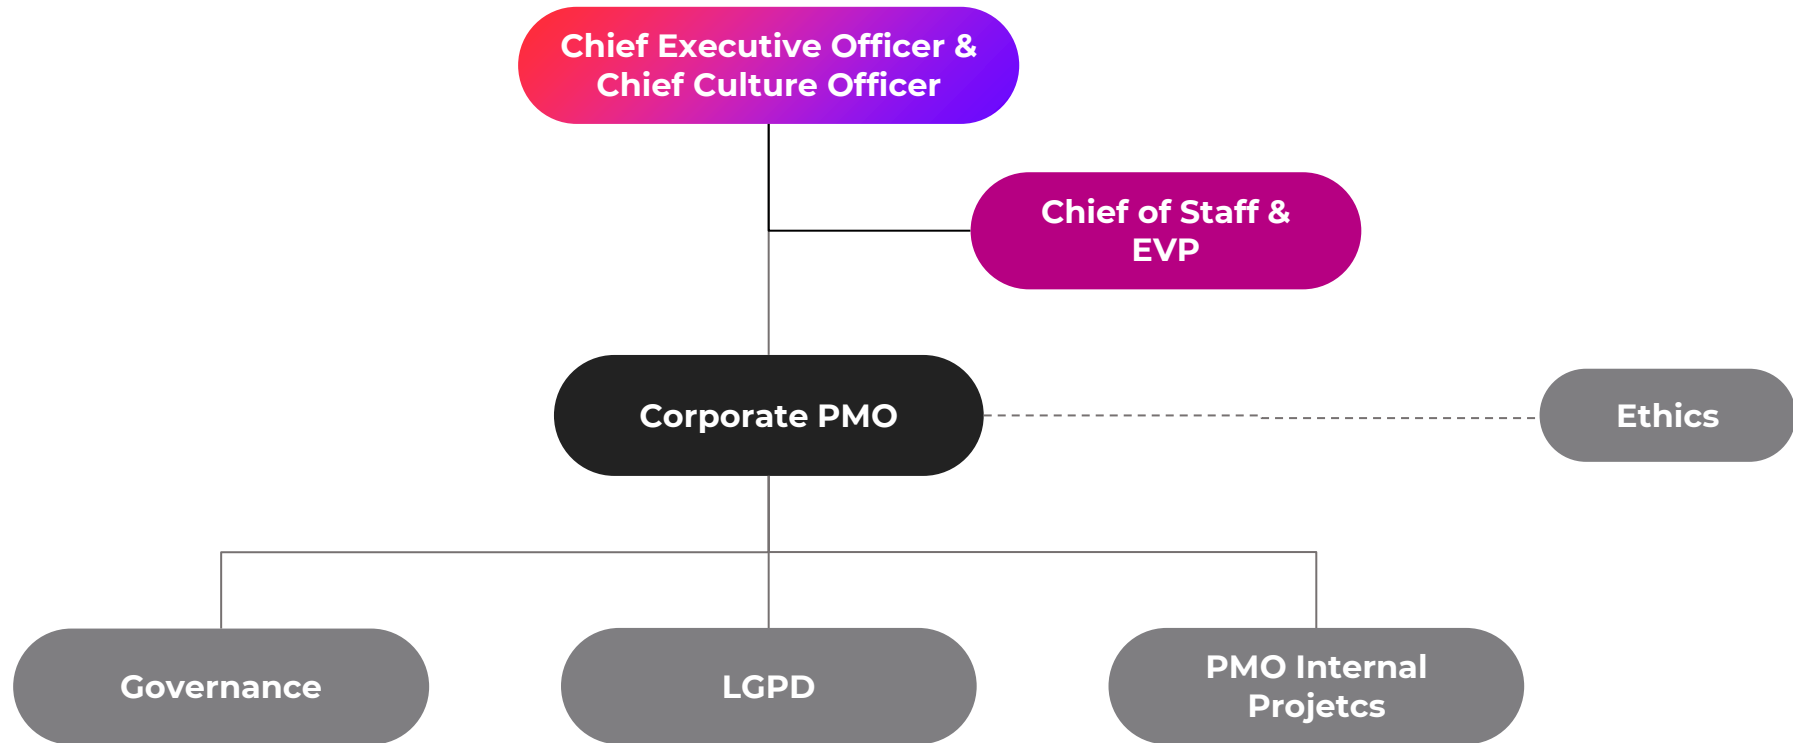 Chief Executive Officer &
Chief Culture Officer
Chief of Staff &
EVP
Corporate PMO
Ethics
Governance
LGPD
PMO Internal
Projetcs